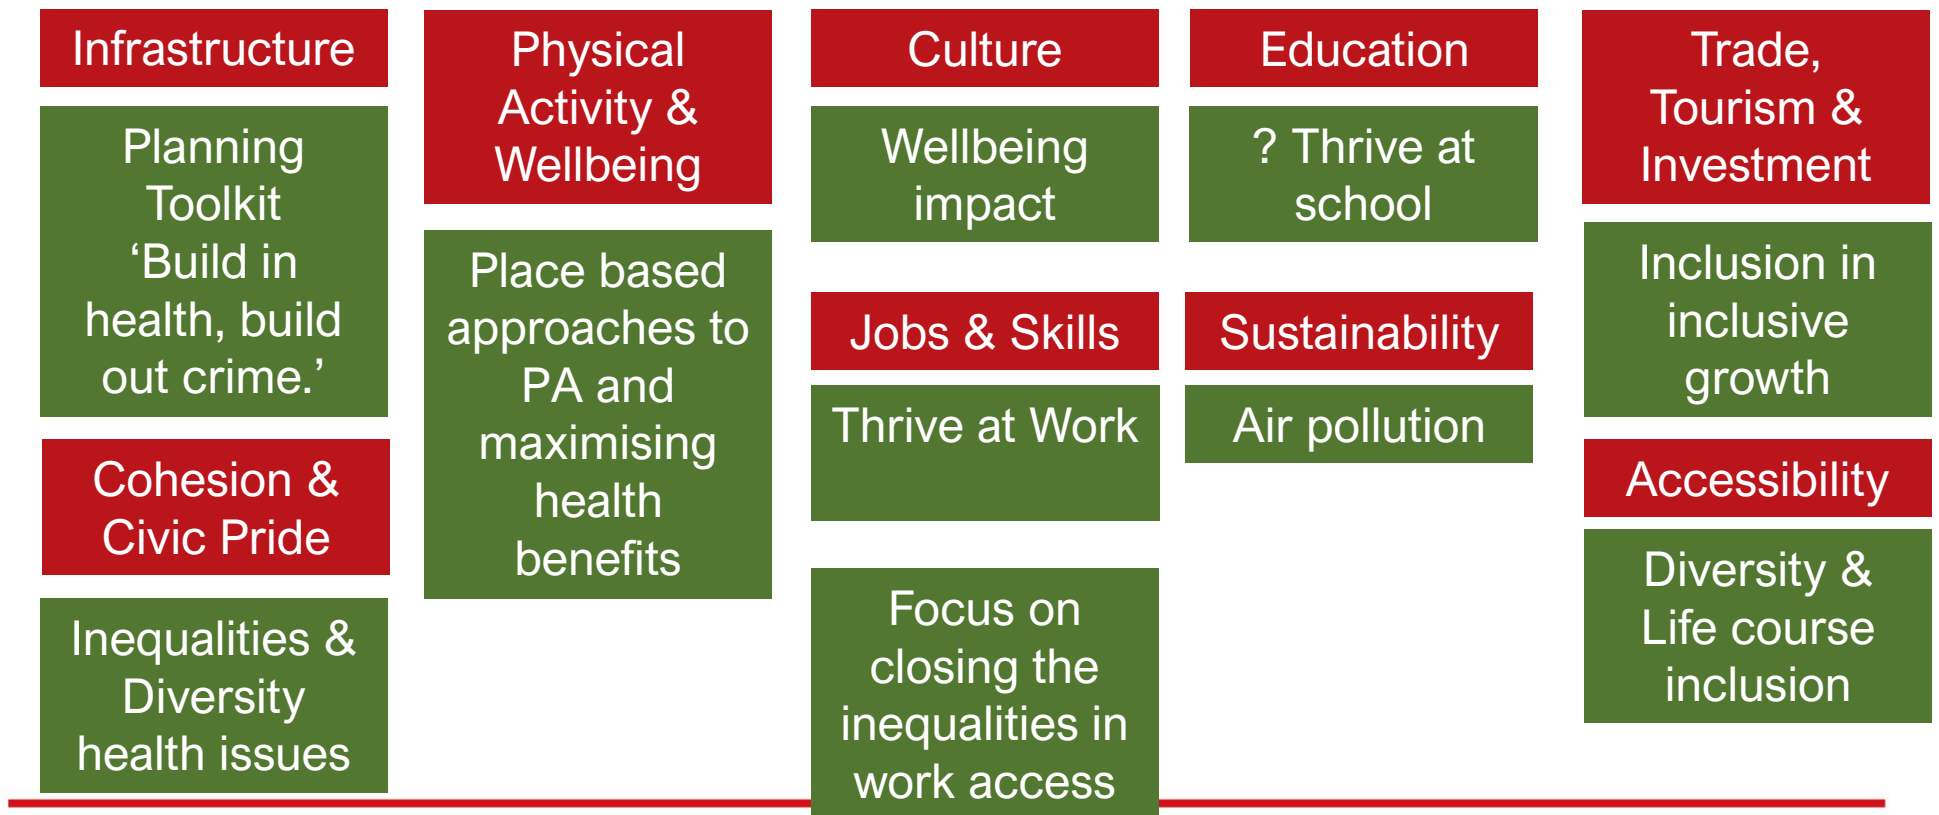 Infrastructure
Planning
Toolkit
‘Build in
health, build
out crime.’
Cohesion &
Civic Pride
Inequalities &
Diversity
health issues
Physical
Activity &
Wellbeing
Place based
approaches to
PA and
maximising
health
benefits
Culture
Wellbeing
impact
Jobs & Skills
Thrive at Work
Focus on
closing the
inequalities in
work access
Education
? Thrive at
school
Sustainability
Air pollution
Trade,
Tourism &
Investment
Inclusion in
inclusive
growth
Accessibility
Diversity &
Life course
inclusion